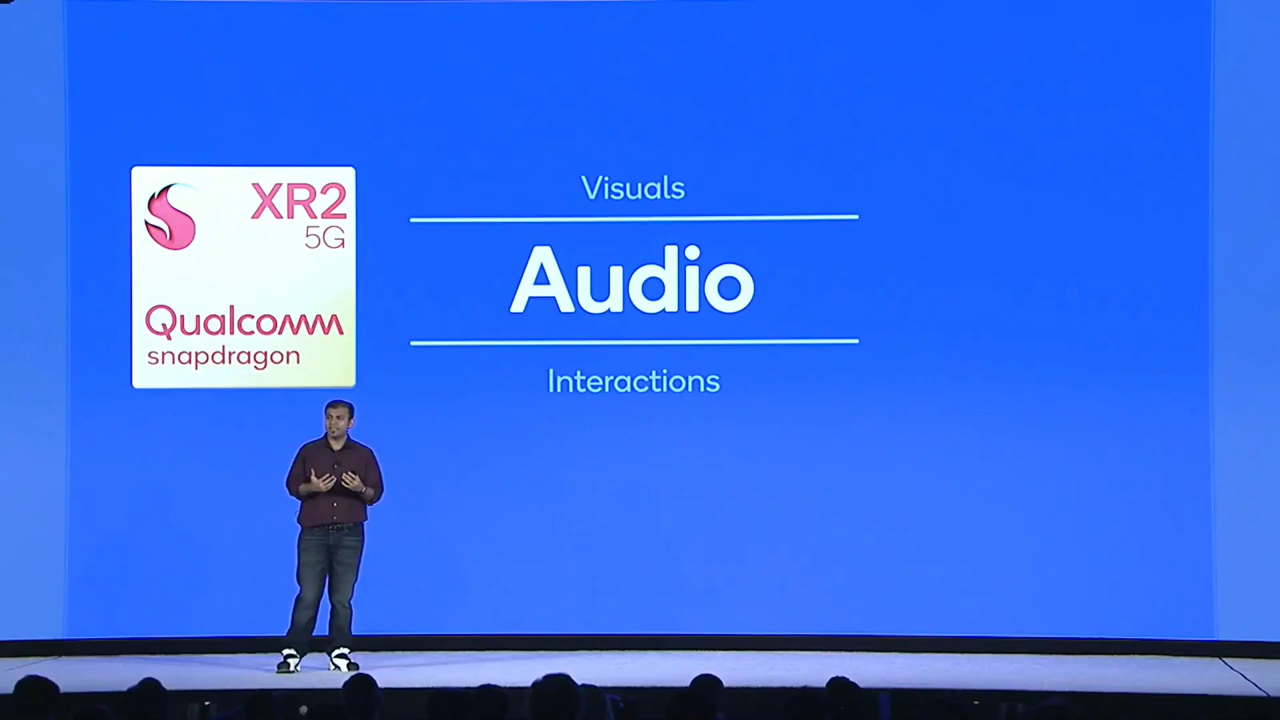 XR2
5G
Qualcomm
snapdragon
Visuals
Audio
Interactions